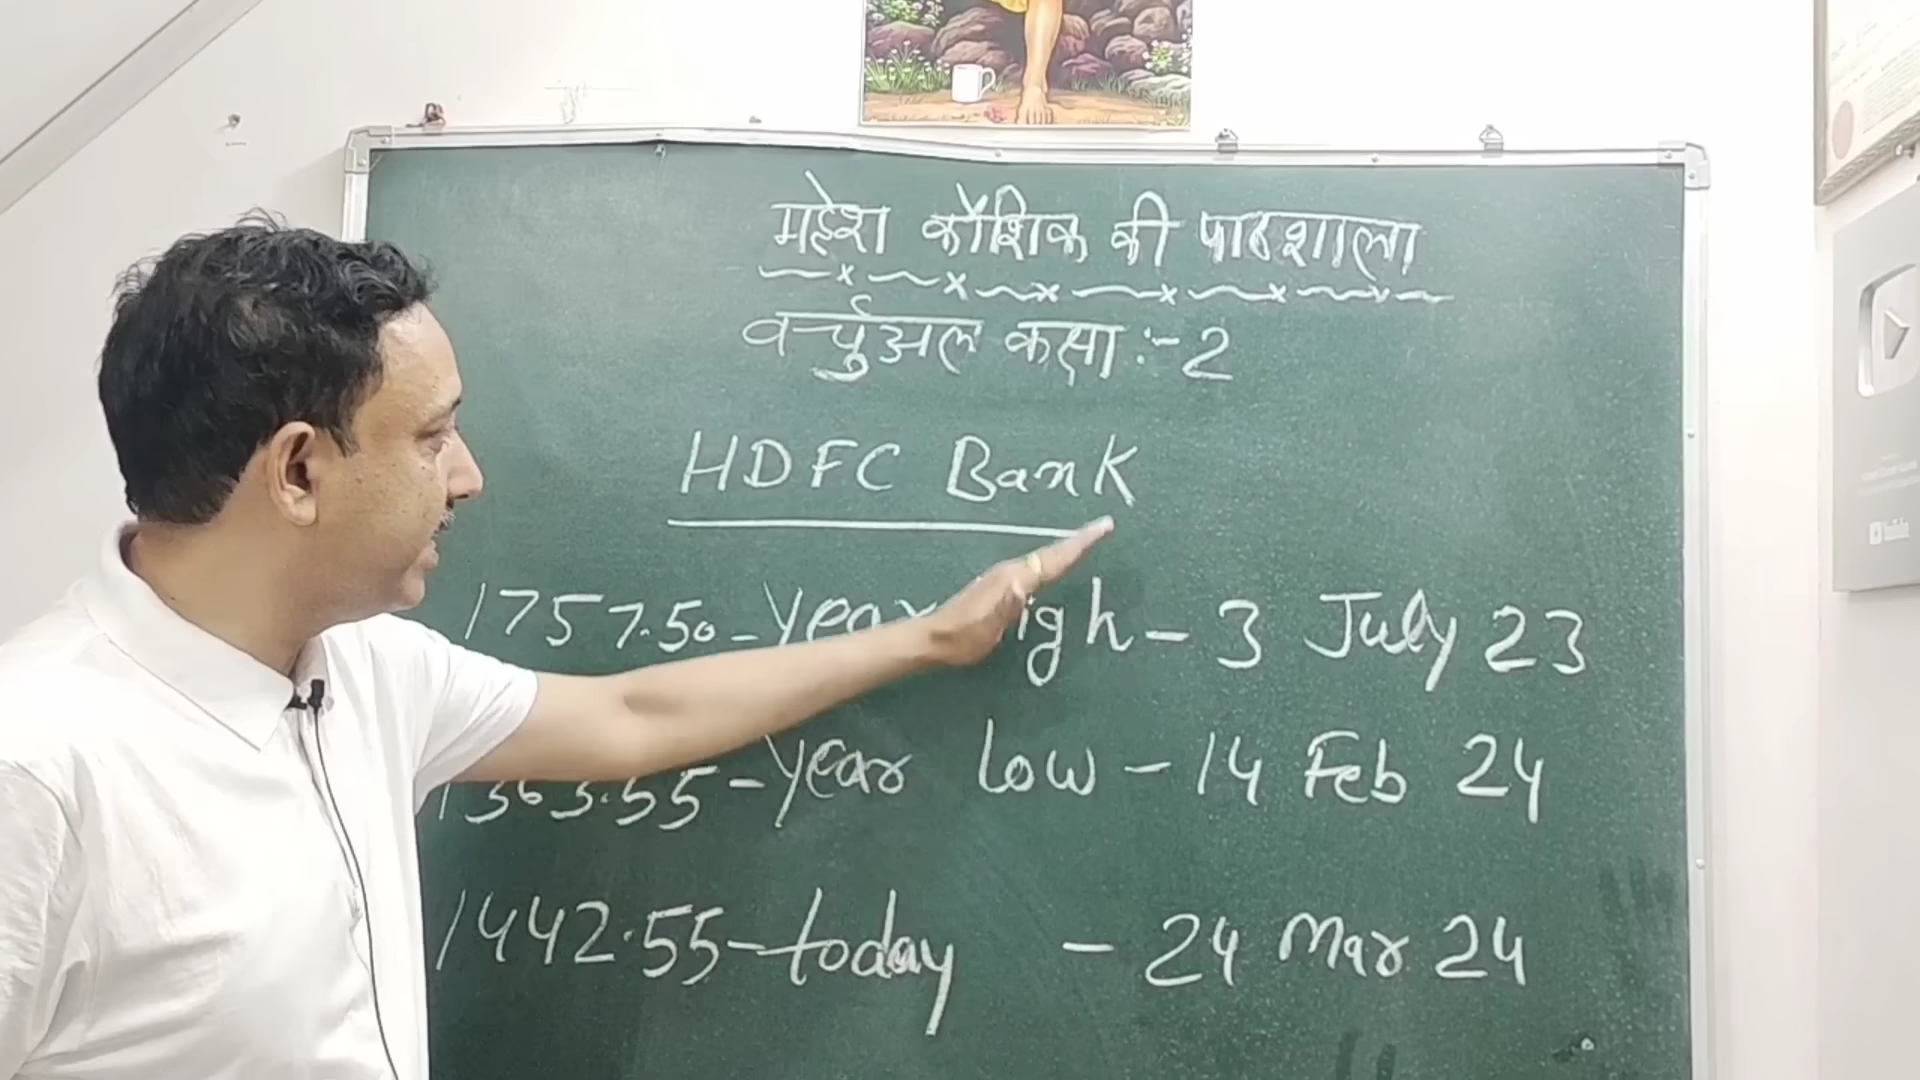 महेश कौशिक की पाठशाला
वर्चुअल कक्षा :- 2
HDFC Bank
1757.50 - Year high - 3 July 23
1363.55 - Year Low - 14 Feb 24
1442.55 - today - 24 Mar 24